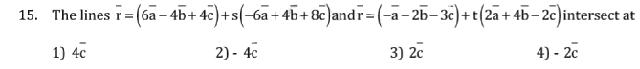 15. The lines r̄ = (6ā - 4b̄ + 4c̄) + s(-6ā + 4b̄ + 8c̄) and r̄ = (-ā - 2b̄ - 3c̄) + t(2ā + 4b̄ - 2c̄) intersect at
1) 4c̄ 2) - 4c̄ 3) 2c̄ 4) - 2c̄